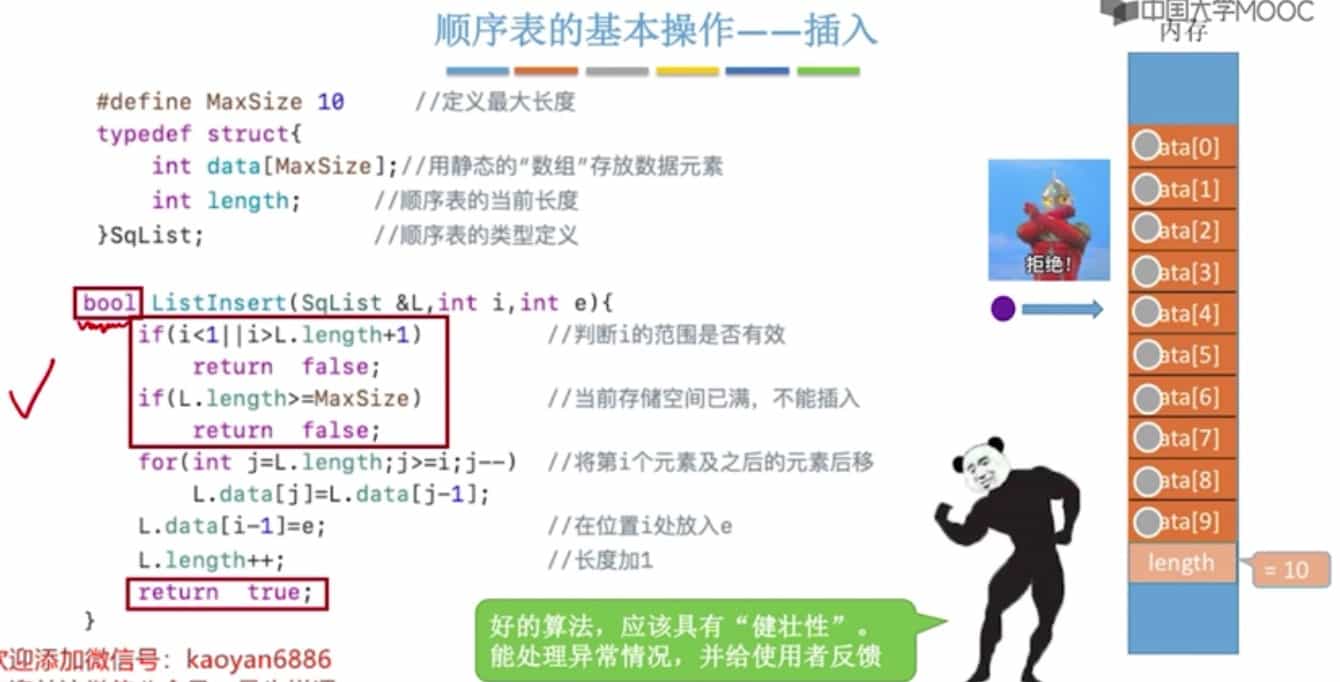 中国大学MOOC
顺序表的基本操作——插入
内存
#define MaxSize 10 //定义最大长度
typedef struct{
int data[MaxSize];//用静态的“数组”存放数据元素
int length; //顺序表的当前长度
}SqList; //顺序表的类型定义
bool ListInsert(SqList &L,int i,int e){
if(i<1||i>L.length+1) //判断i的范围是否有效
return false;
if(L.length>=MaxSize) //当前存储空间已满，不能插入
return false;
for(int j=L.length;j>=i;j--) //将第i个元素及之后的元素后移
L.data[j]=L.data[j-1];
L.data[i-1]=e; //在位置i处放入e
L.length++; //长度加1
return true;
}
拒绝!
ata[0]
ata[1]
ata[2]
ata[3]
ata[4]
ata[5]
ata[6]
ata[7]
ata[8]
ata[9]
length
= 10
好的算法，应该具有“健壮性”。
能处理异常情况，并给使用者反馈
欢迎添加微信号：kaoyan6886